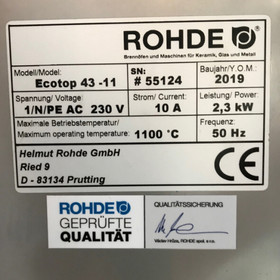 ROHDE
Brennöfen und Maschinen für Keramik, Glas und Metall
Modell/Model: Ecotop 43 -11
SN: # 55124
Baujahr/Y.O.M.: 2019
Spannung/ Voltage: 1/N/PE AC 230 V
Strom/ Current: 10 A
Leistung/ Power: 2,3 kW
Maximale Betriebstemperatur/
Maximum operating temperature: 1100 °C
Frequenz: 50 Hz
Helmut Rohde GmbH
Ried 9
D - 83134 Prutting
CE
ROHDE
GEPRÜFTE
QUALITÄT
QUALITÄTSSICHERUNG
ROHDE, spol. s.r.o.